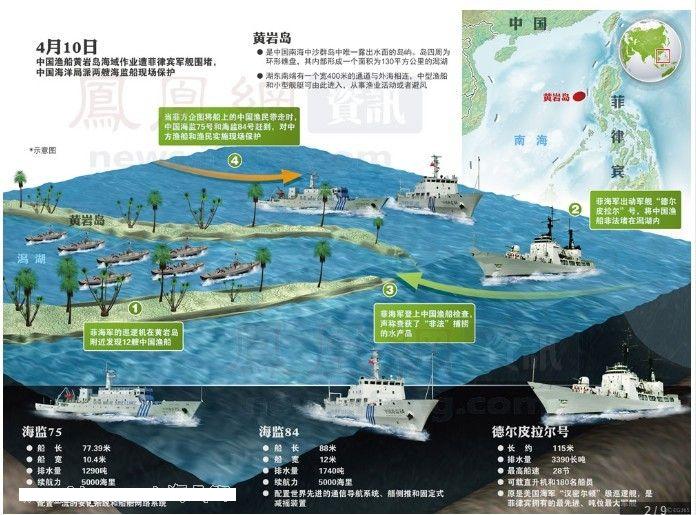 4月10日
中国渔船黄岩岛海域作业遭菲律宾军舰围堵，
中国海洋局派两艘海监船现场保护
黄岩岛
● 是中国南海中沙群岛中唯一露出水面的岛屿。岛四周为
环形礁盘，其内部形成一个面积为130平方公里的潟湖
● 湖东南端有一个宽400米的通道与外海相连，中型渔船
和小型舰艇可由此进入，从事渔业活动或者避风
中国
黄岩岛
南海
菲律宾
鳳凰網
資訊
*示意图
当菲方企图将船上的中国渔民带走时，
中国海监75号和海监84号赶到，对中
方渔船和渔民实施现场保护
4
黄岩岛
潟湖
2
菲海军出动军舰“德尔
皮拉尔”号，将中国渔
船非法堵在潟湖内
1
菲海军的巡逻机在黄岩岛
附近发现12艘中国渔船
3
菲海军登上中国渔船检查，
声称查获了“非法”捕捞
的水产品
海监75
● 船长 77.39米
● 船宽 10.4米
● 排水量 1290吨
● 续航力 5000海里
海监84
● 船长 88米
● 船宽 12米
● 排水量 1740吨
● 续航力 5000海里
● 配置世界先进的通信导航系统、艏侧推和固定式
减摇装置
德尔皮拉尔号
● 长约 115米
● 排水量 3390长吨
● 最高船速 28节
● 可载直升机和180名船员
● 原是美国海军“汉密尔顿”级巡逻舰，是
菲律宾拥有的最先进、吨位最大军舰
2/9